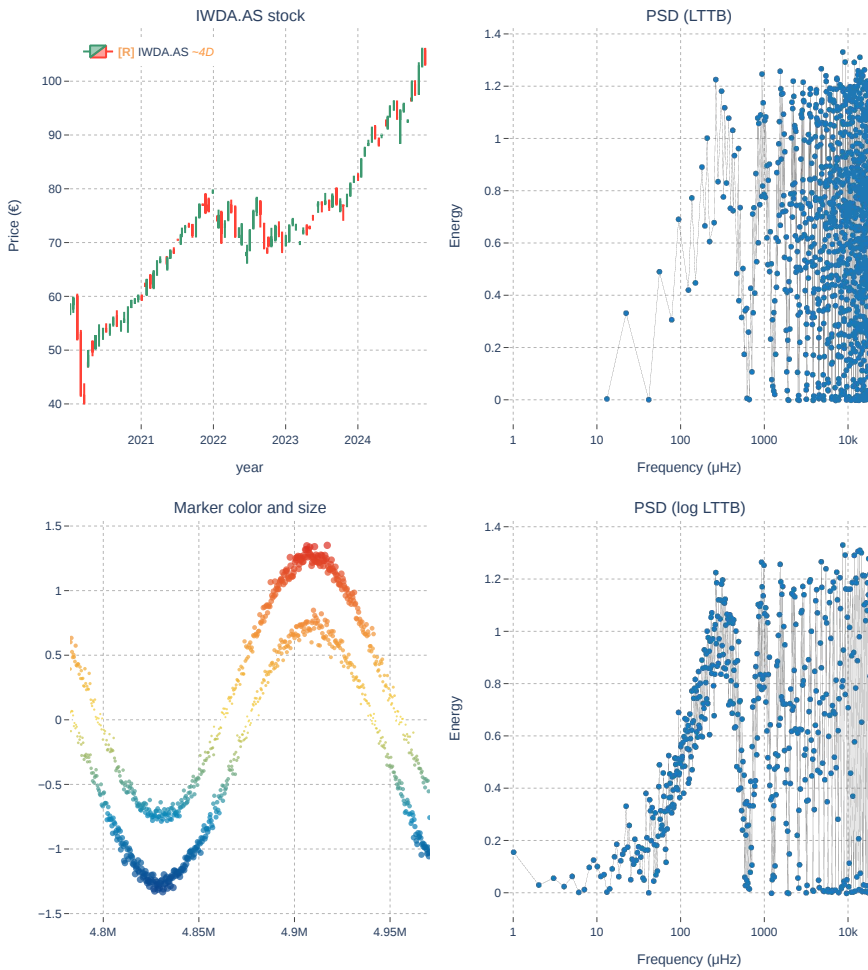 IWDA.AS stock
[R] IWDA.AS ~4D
Price (€)
100
90
80
70
60
50
40
2021
2022
2023
2024
year
PSD (LTTB)
Energy
1.4
1.2
1
0.8
0.6
0.4
0.2
0
1
10
100
1000
10k
Frequency (μHz)
Marker color and size
1.5
1
0.5
0
−0.5
−1
−1.5
4.8M
4.85M
4.9M
4.95M
PSD (log LTTB)
Energy
1.4
1.2
1
0.8
0.6
0.4
0.2
0
1
10
100
1000
10k
Frequency (μHz)